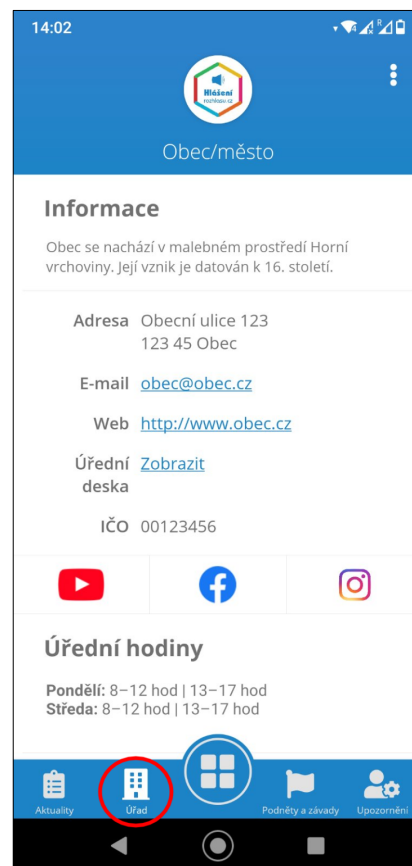 14:02
R
Hlášení
rozhlasu.cz
Obec/město
Informace
Obec se nachází v malebném prostředí Horní
vrchoviny. Její vznik je datován k 16. století.
Adresa Obecní ulice 123
123 45 Obec
E-mail obec@obec.cz
Web http://www.obec.cz
Úřední Zobrazit
deska
IČO 00123456
Úřední hodiny
Pondělí: 8–12 hod | 13–17 hod
Středa: 8–12 hod | 13–17 hod
Aktuality Úřad Podněty a závady Upozornění